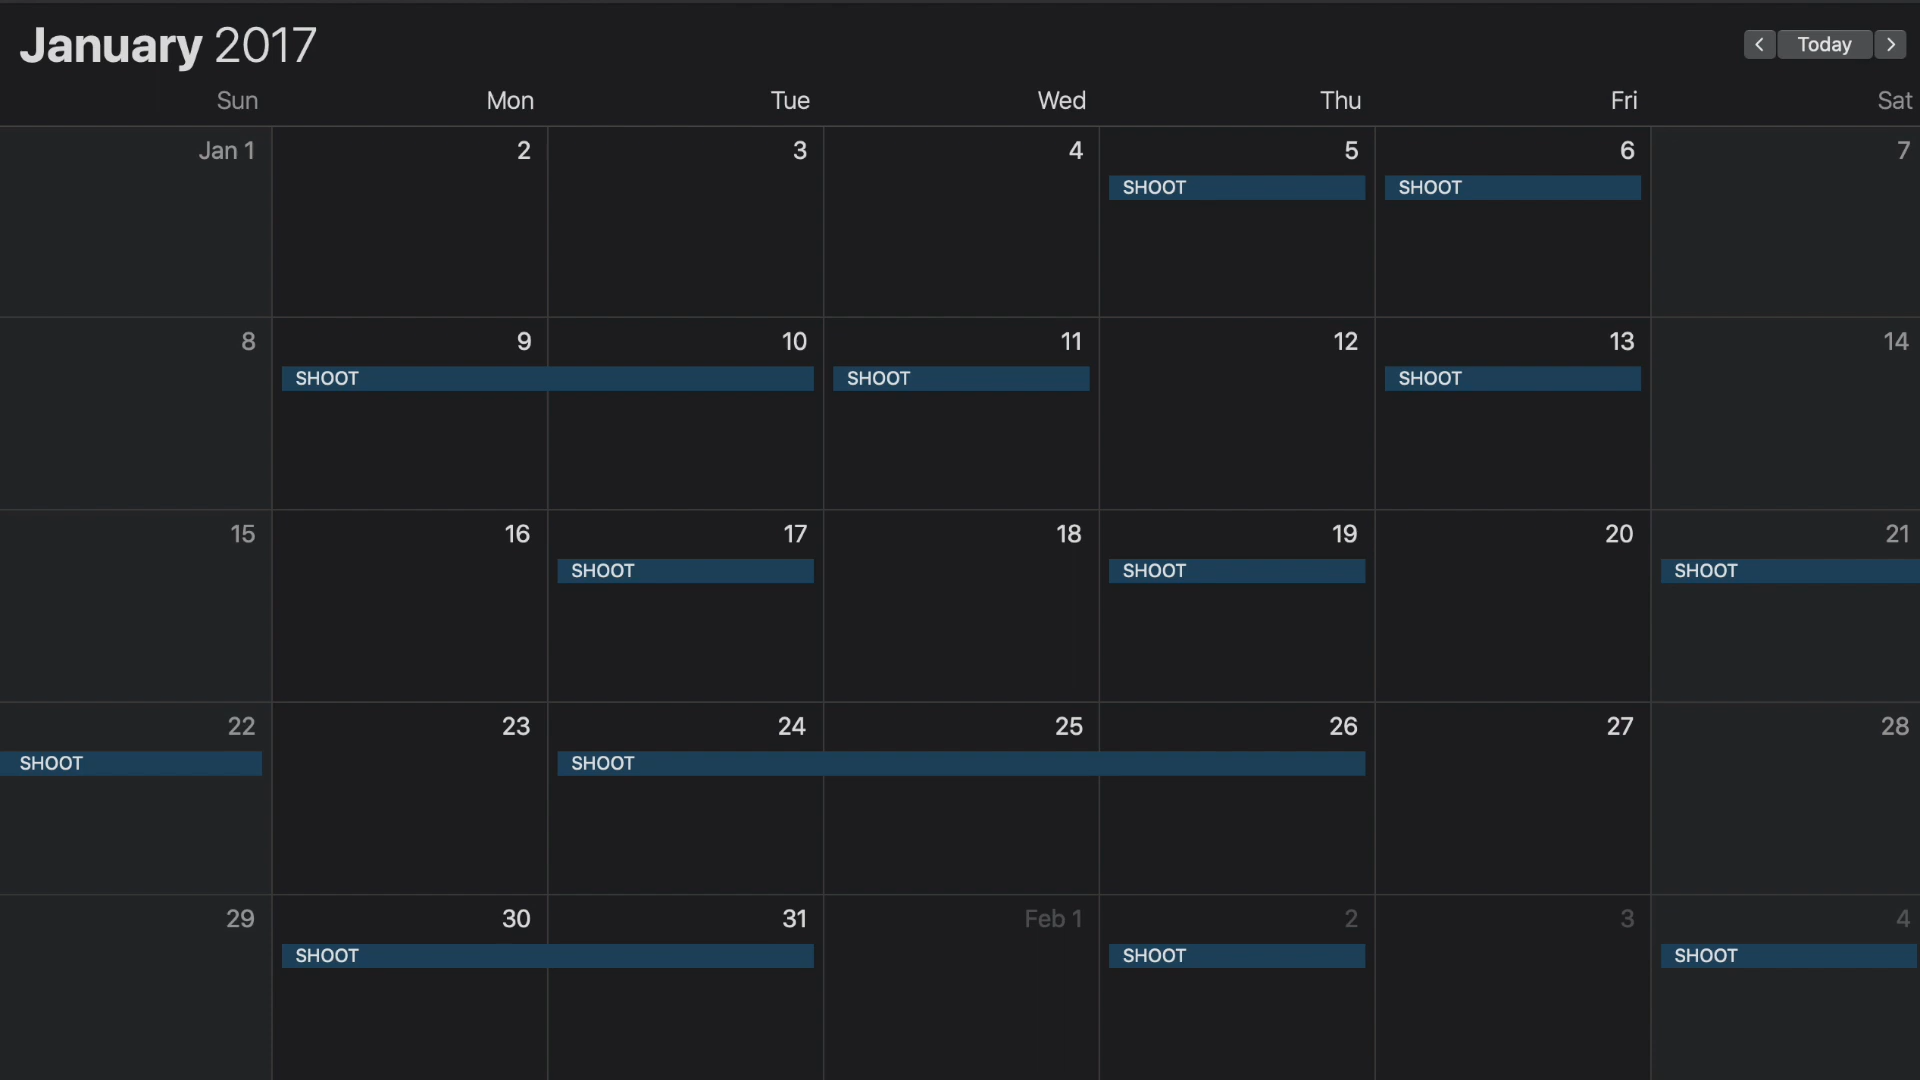 January 2017
Today
Sun Mon Tue Wed Thu Fri Sat
Jan 1 2 3 4 5 6 7
SHOOT SHOOT
8 9 10 11 12 13 14
SHOOT SHOOT SHOOT
15 16 17 18 19 20 21
SHOOT SHOOT SHOOT
22 23 24 25 26 27 28
SHOOT SHOOT
29 30 31 Feb 1 2 3 4
SHOOT SHOOT SHOOT